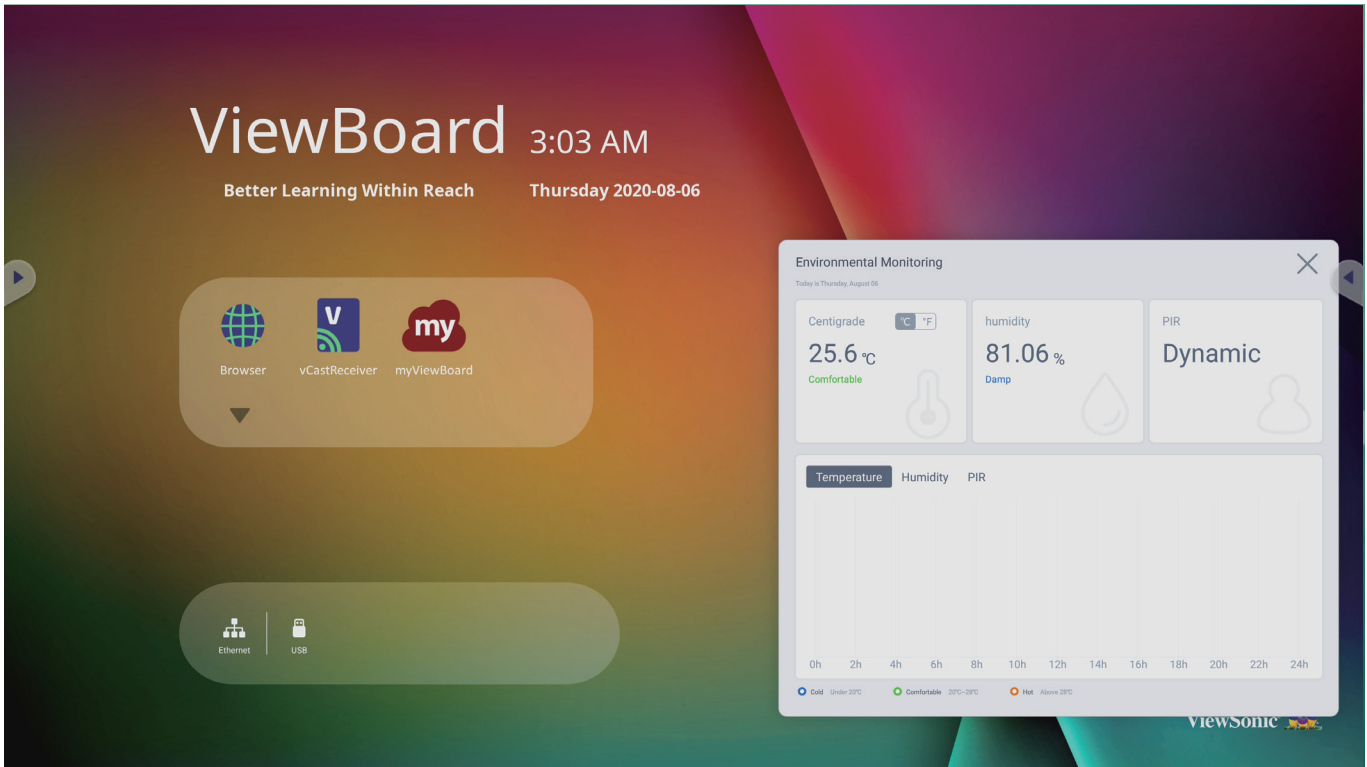 ViewBoard 3:03 AM
Better Learning Within Reach Thursday 2020-08-06
Browser vCastReceiver myViewBoard
V
my
Ethernet USB
Environmental Monitoring
Today is Thursday, August 06
Centigrade °C °F
25.6 °C
Comfortable
humidity
81.06 %
Damp
PIR
Dynamic
Temperature Humidity PIR
0h 2h 4h 6h 8h 10h 12h 14h 16h 18h 20h 22h 24h
Cold Under 20°C Comfortable 20°C~28°C Hot Above 28°C
ViewSonic